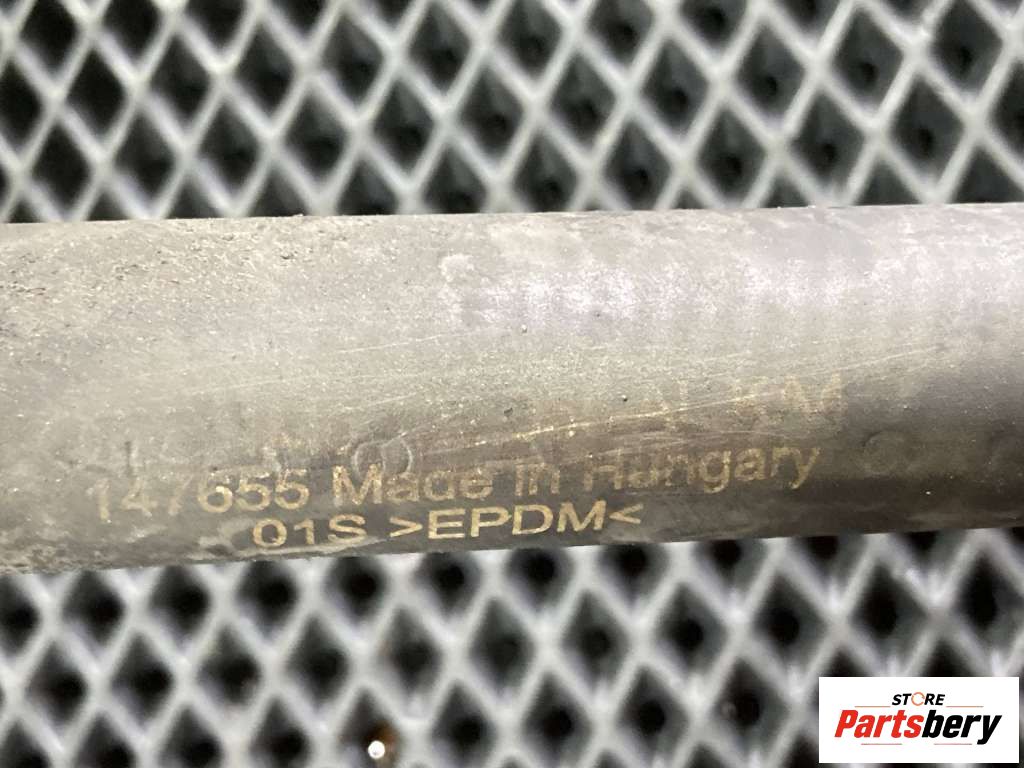 147655 Made in Hungary
01S >EPDM<
STORE
Partsbery